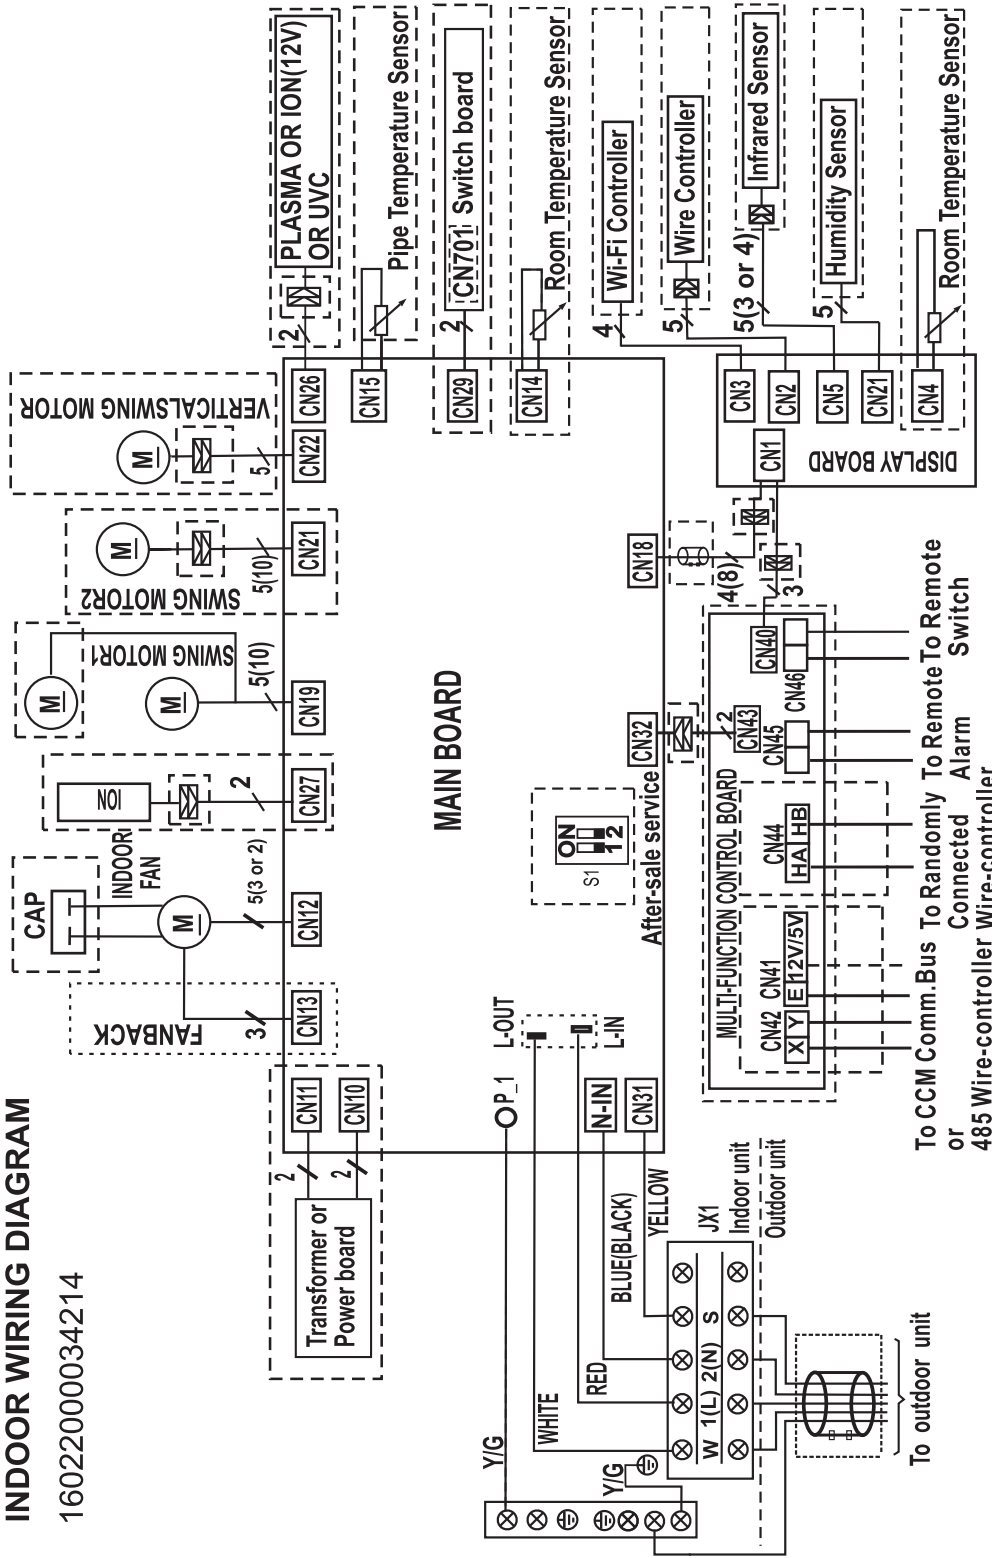 INDOOR WIRING DIAGRAM
16022000034214
Transformer or
Power board
2
2
CN11
CN10
FANBACK
3
CN13
CAP
INDOOR
FAN
M
5(3 or 2)
CN12
ION
2
CN27
M
M
SWING MOTOR1
5(10)
CN19
M
SWING MOTOR2
5(10)
CN21
M
VERTICALSWING MOTOR
5
CN22
CN26
2
PLASMA OR ION(12V)
OR UVC
CN15
Pipe Temperature Sensor
CN29
2
CN701
Switch board
CN14
Room Temperature Sensor
MAIN BOARD
ON
1 2
S1
After-sale service
P_1
L-OUT
L-IN
N-IN
CN31
CN32
CN18
Y/G
WHITE
RED
BLUE(BLACK)
YELLOW
Y/G
W 1(L) 2(N) S
JX1
Indoor unit
Outdoor unit
To outdoor unit
Wi-Fi Controller
4
Wire Controller
5
Infrared Sensor
5(3 or 4)
Humidity Sensor
5
Room Temperature Sensor
CN3
CN2
CN5
CN21
CN4
CN1
DISPLAY BOARD
4(8)
3
2
MULTI-FUNCTION CONTROL BOARD
CN40
CN43
CN46
CN45
CN44
HA HB
CN41
E 12V/5V
CN42
X Y
To CCM Comm.Bus
or
485 Wire-controller
To Randomly
Connected
Wire-controller
To Remote
Alarm
To Remote
Switch